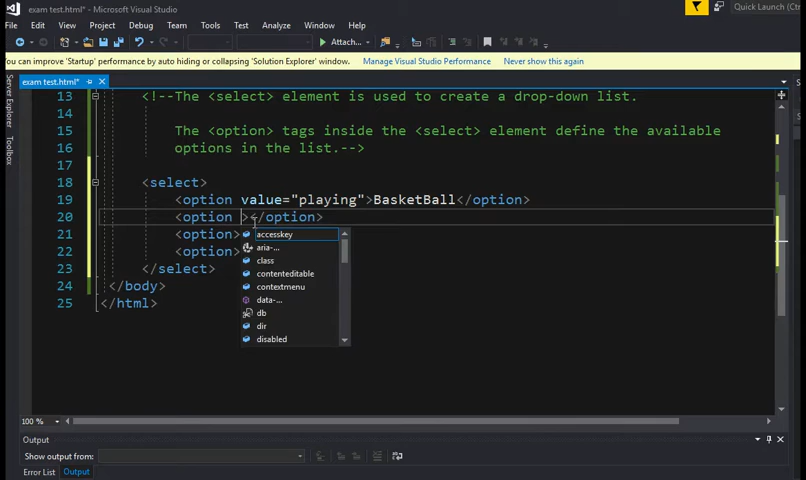 exam test.html* - Microsoft Visual Studio
Quick Launch (Ctrl
File Edit View Project Debug Team Tools Test Analyze Window Help
Attach...
You can improve 'Startup' performance by auto hiding or collapsing 'Solution Explorer' window. Manage Visual Studio Performance Never show this again
Server Explorer
Toolbox
exam test.html*
13 <!--The <select> element is used to create a drop-down list.
14
15 The <option> tags inside the <select> element define the available
16 options in the list.-->
17
18 <select>
19 <option value="playing">BasketBall</option>
20 <option ></option>
21 <option>
22 <option>
23 </select>
24 </body>
25 </html>
accesskey
aria-...
class
contenteditable
contextmenu
data-...
db
dir
disabled
100 %
Output
Show output from:
Error List Output